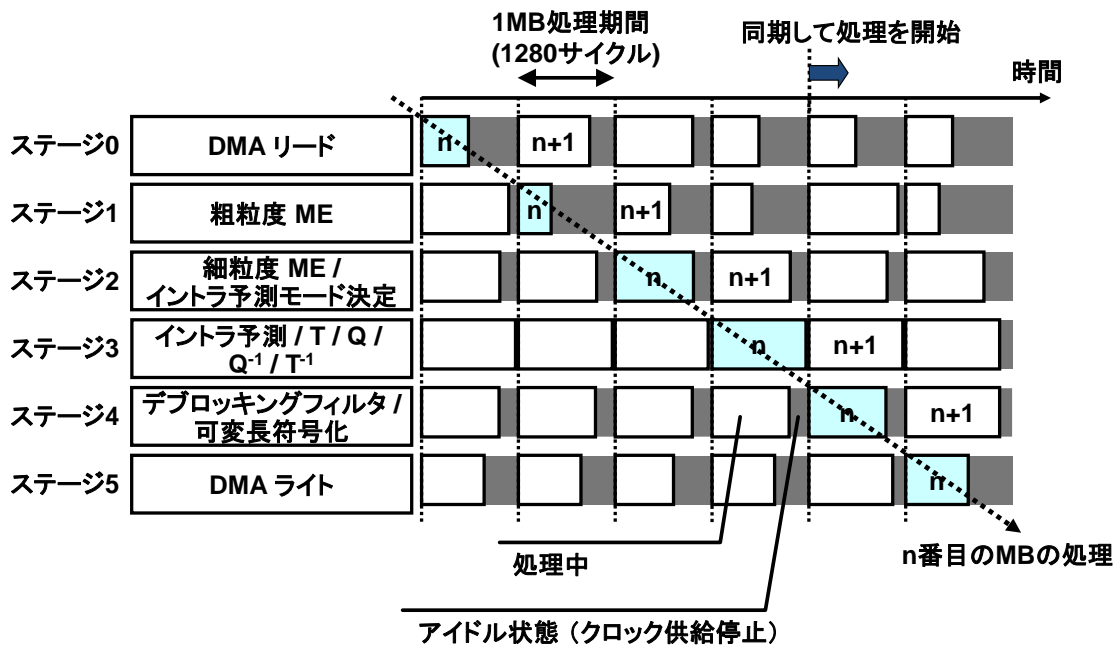 1MB処理期間
(1280サイクル)
同期して処理を開始
時間
ステージ0
DMA リード
n
n+1
ステージ1
粗粒度 ME
n
n+1
ステージ2
細粒度 ME /
イントラ予測モード決定
n
n+1
ステージ3
イントラ予測 / T / Q /
Q-1 / T-1
n
n+1
ステージ4
デブロッキングフィルタ /
可変長符号化
n
n+1
ステージ5
DMA ライト
n
処理中
n番目のMBの処理
アイドル状態（クロック供給停止）